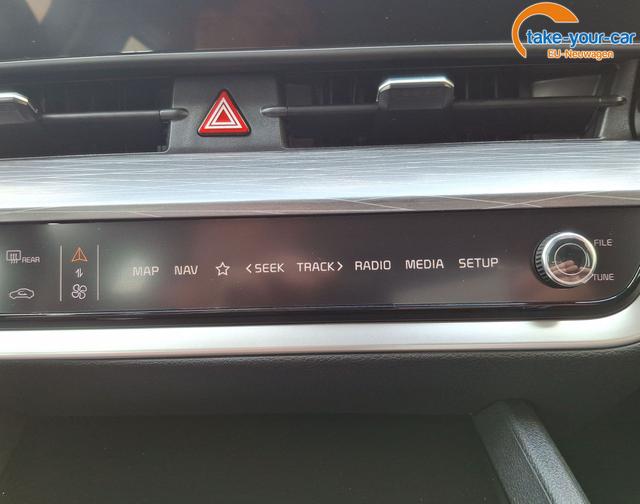 take-your-car
EU-Neuwagen
REAR
MAP NAV <SEEK TRACK> RADIO MEDIA SETUP
FILE
TUNE